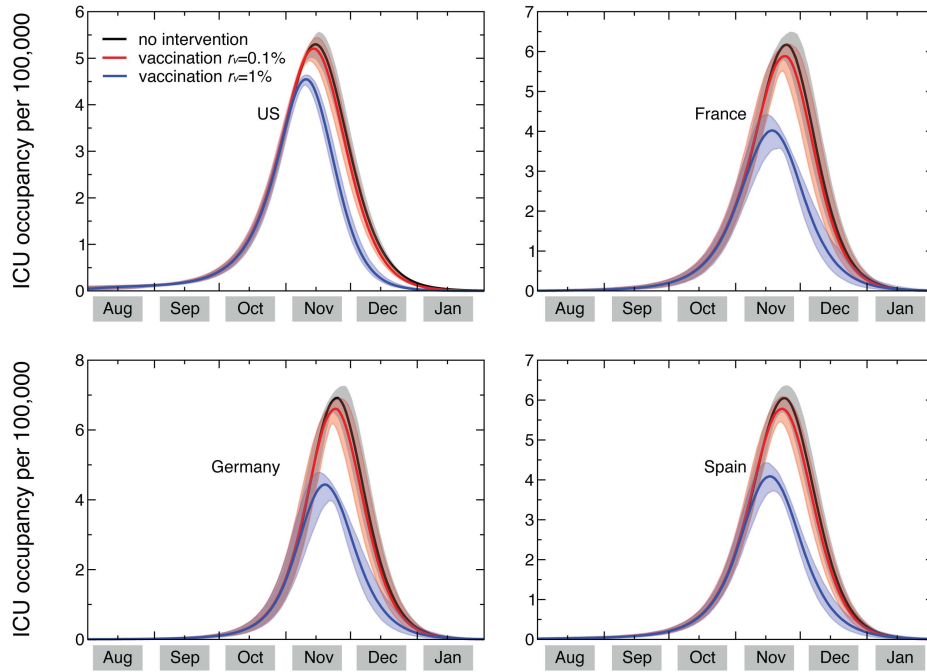 ICU occupancy per 100,000
6
5
4
3
2
1
0
no intervention
vaccination rv=0.1%
vaccination rv=1%
US
Aug Sep Oct Nov Dec Jan
7
6
5
4
3
2
1
0
France
Aug Sep Oct Nov Dec Jan
ICU occupancy per 100,000
8
6
4
2
0
Germany
Aug Sep Oct Nov Dec Jan
7
6
5
4
3
2
1
0
Spain
Aug Sep Oct Nov Dec Jan